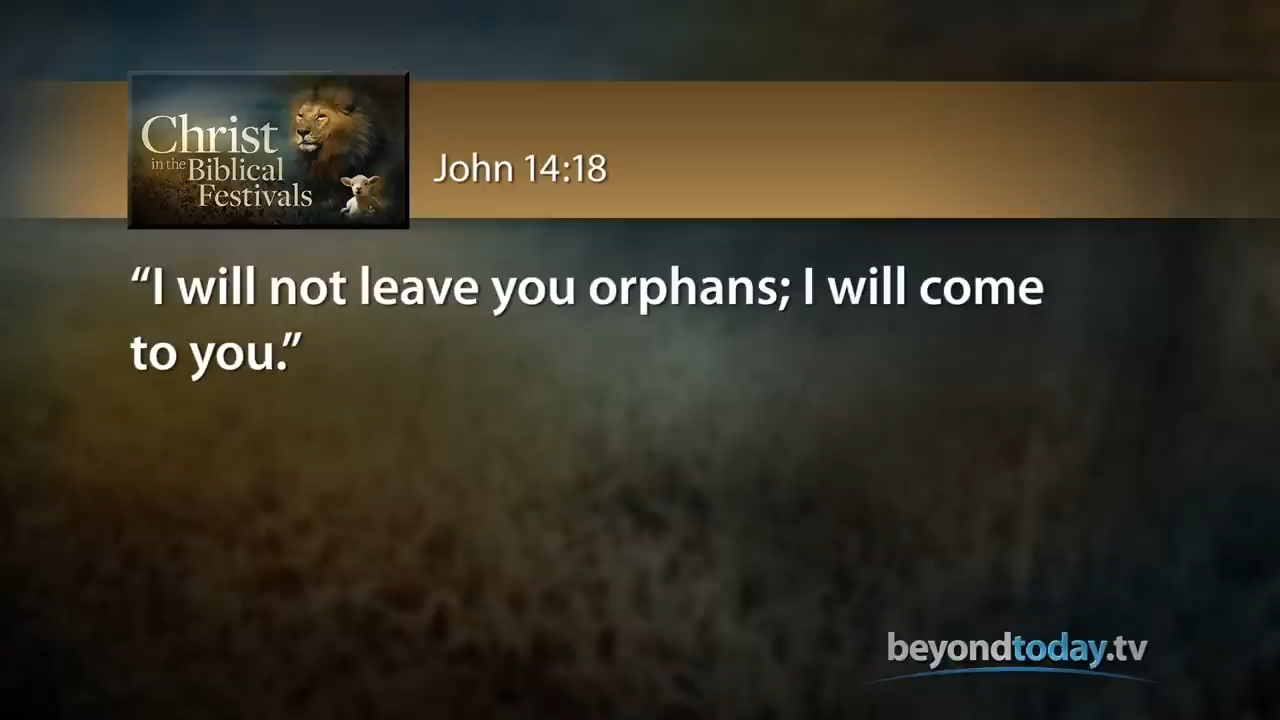 Christ
in the Biblical
Festivals
John 14:18
“I will not leave you orphans; I will come
to you.”
beyondtoday.tv